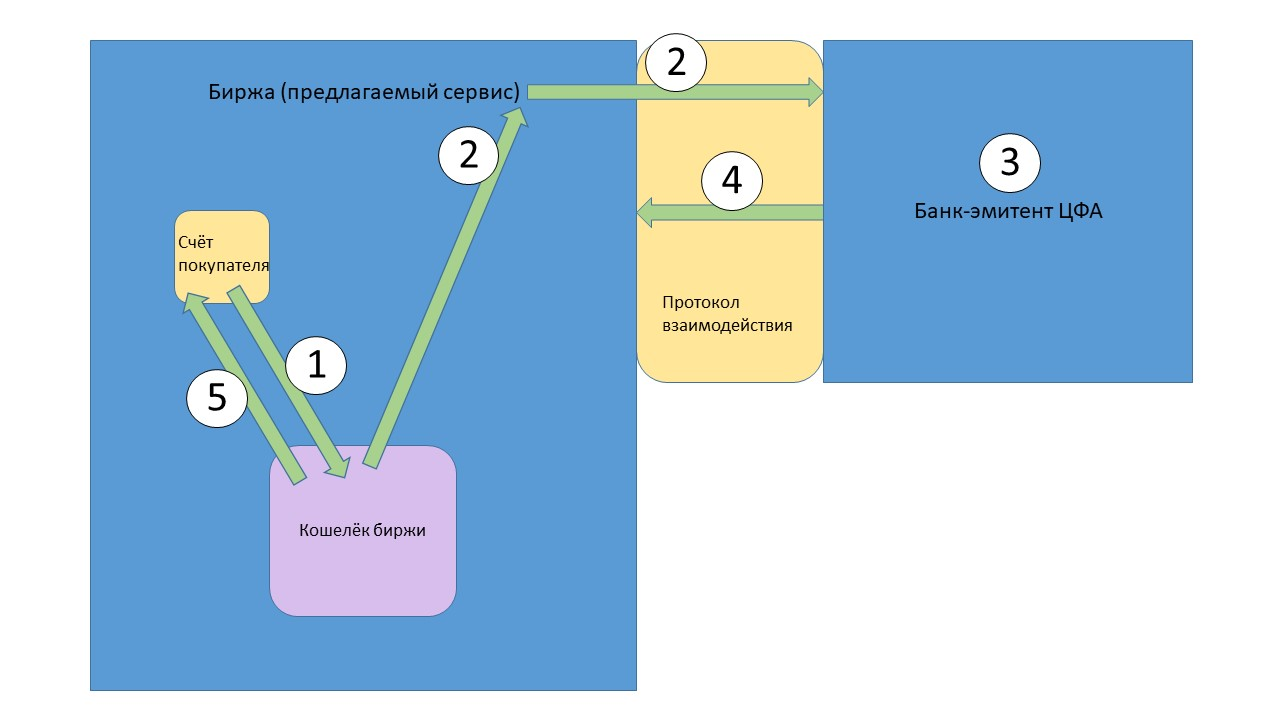 2
Биржа (предлагаемый сервис)
2
4
3
Банк-эмитент ЦФА
Счёт
покупателя
Протокол
взаимодействия
1
5
Кошелёк биржи